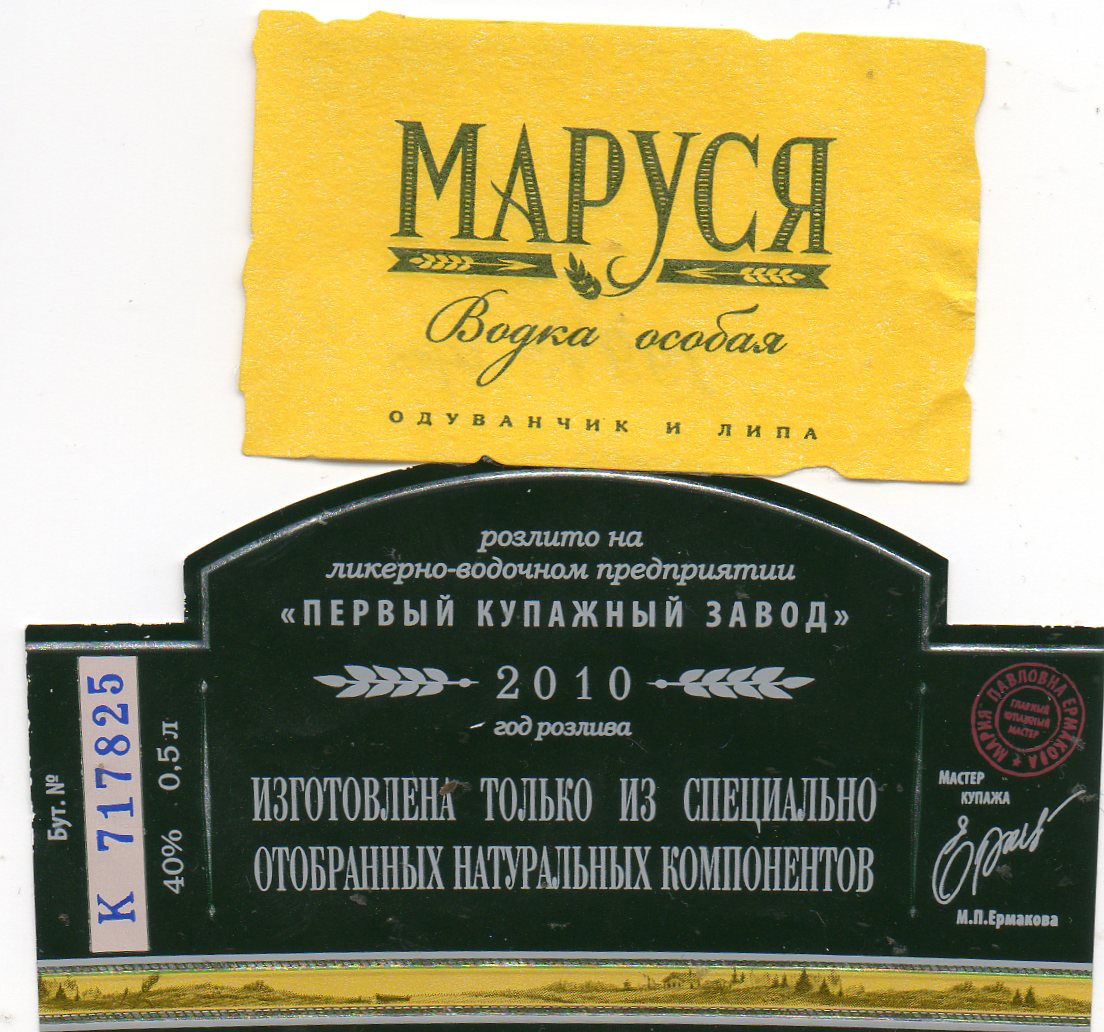 МАРУСЯ
Водка особая
ОДУВАНЧИК И ЛИПА
розлито на
ликерно-водочном предприятии
«ПЕРВЫЙ КУПАЖНЫЙ ЗАВОД»
2010
год розлива
ИЗГОТОВЛЕНА ТОЛЬКО ИЗ СПЕЦИАЛЬНО
ОТОБРАННЫХ НАТУРАЛЬНЫХ КОМПОНЕНТОВ
Бут. №
К 717825
40% 0,5 л
МАРИЯ ПАВЛОВНА ЕРМАКОВА
ГЛАВНЫЙ
КУПАЖНЫЙ
МАСТЕР
МАСТЕР
КУПАЖА
М.П.Ермакова